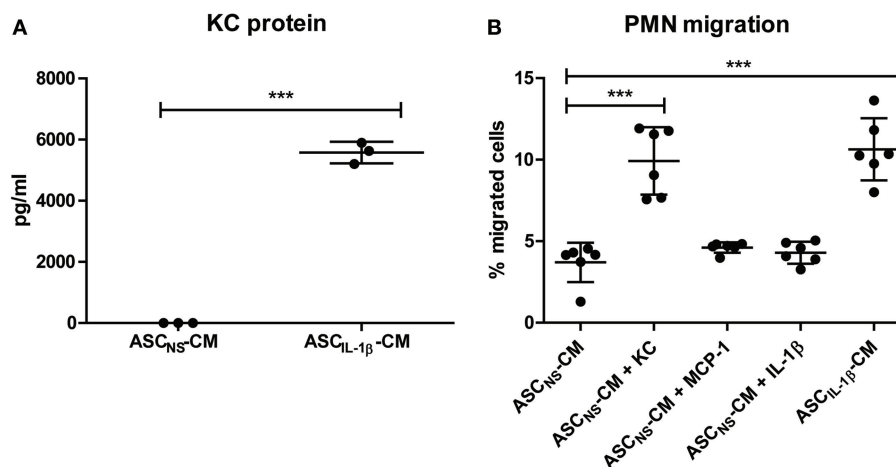 A
KC protein
pg/ml
8000
6000
4000
2000
0
***
ASCNS-CM
ASCIL-1β-CM
B
PMN migration
% migrated cells
15
10
5
0
***
***
ASCNS-CM
ASCNS-CM + KC
ASCNS-CM + MCP-1
ASCNS-CM + IL-1β
ASCIL-1β-CM